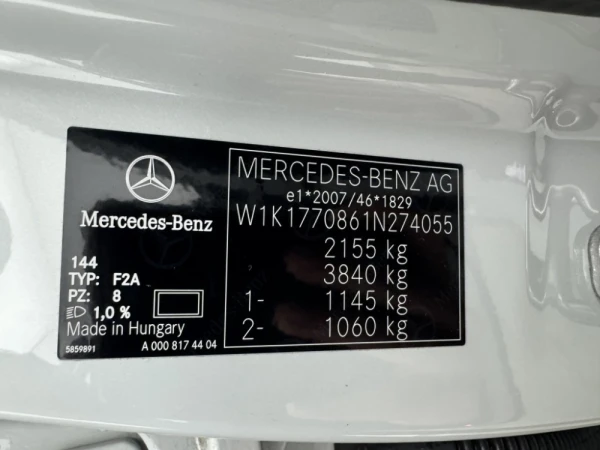 Mercedes-Benz
144
TYP: F2A
PZ: 8
1,0 %
Made in Hungary
5859891
A 000 817 44 04
MERCEDES-BENZ AG
e1*2007/46*1829
W1K1770861N274055
2155 kg
3840 kg
1- 1145 kg
2- 1060 kg